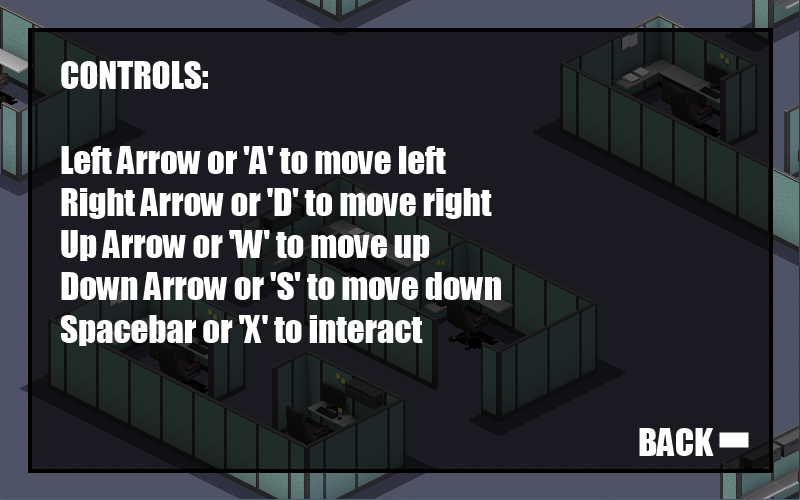 CONTROLS:
Left Arrow or 'A' to move left
Right Arrow or 'D' to move right
Up Arrow or 'W' to move up
Down Arrow or 'S' to move down
Spacebar or 'X' to interact
BACK